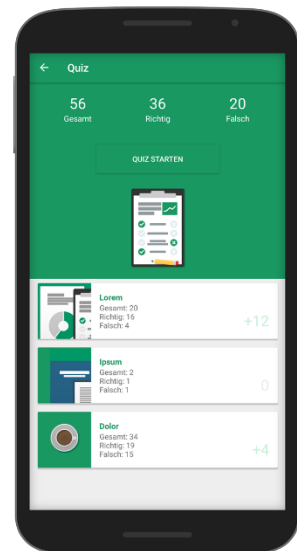 Quiz
56 36 20
Gesamt Richtig Falsch
QUIZ STARTEN
Lorem
Gesamt: 20
Richtig: 16
Falsch: 4
+12
Ipsum
Gesamt: 2
Richtig: 1
Falsch: 1
0
Dolor
Gesamt: 34
Richtig: 19
Falsch: 15
+4